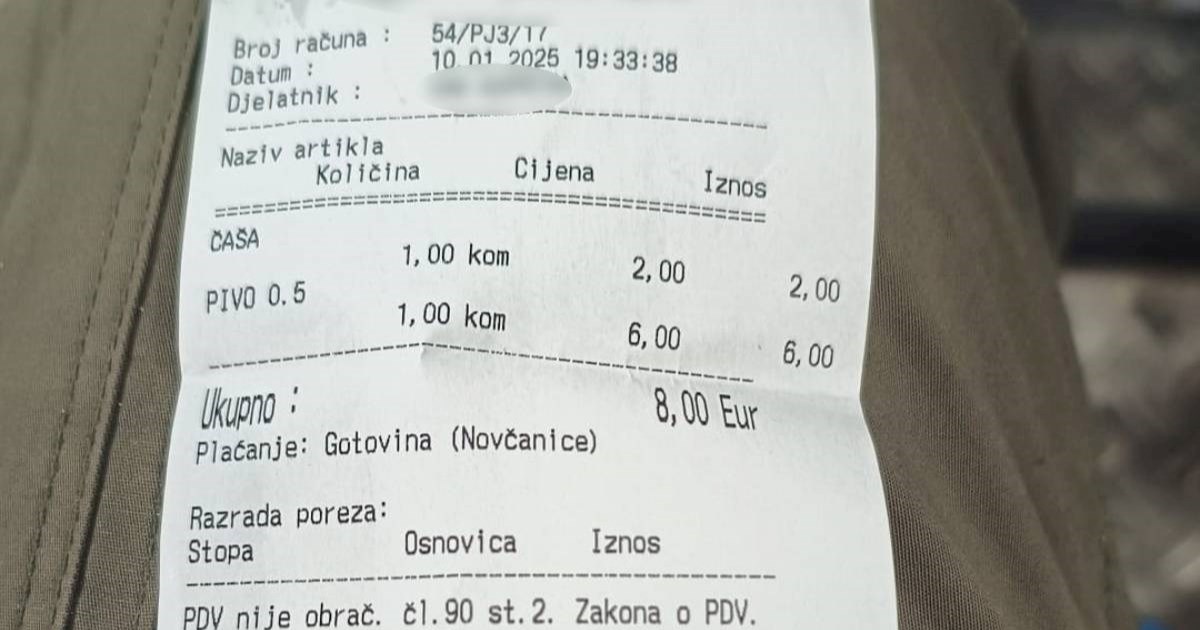 Broj računa : 54/PJ3/17
Datum : 10.01.2025 19:33:38
Djelatnik :
Naziv artikla
Količina Cijena Iznos
ČAŠA
1,00 kom 2,00 2,00
PIVO 0.5
1,00 kom 6,00 6,00
Ukupno : 8,00 Eur
Plaćanje: Gotovina (Novčanice)
Razrada poreza:
Stopa Osnovica Iznos
PDV nije obrač. čl.90 st.2. Zakona o PDV.